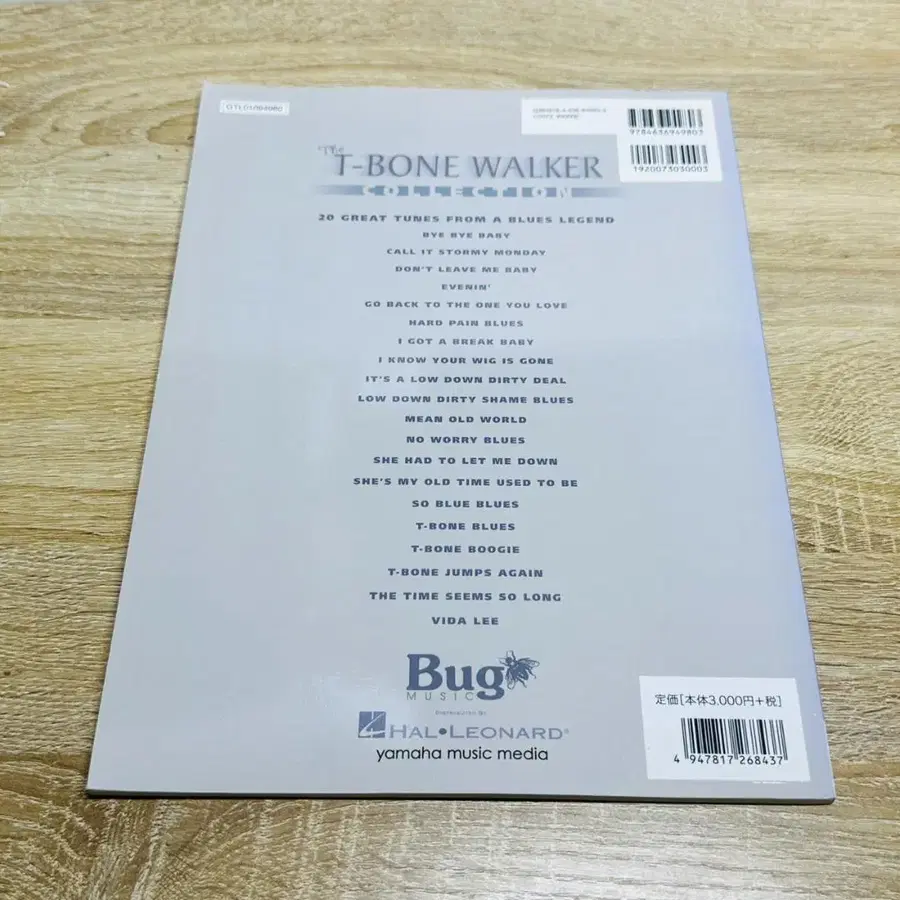 9784636949803
1920073030003
The
T-BONE WALKER
COLLECTION
20 GREAT TUNES FROM A BLUES LEGEND
BYE BYE BABY
CALL IT STORMY MONDAY
DON'T LEAVE ME BABY
EVENIN'
GO BACK TO THE ONE YOU LOVE
HARD PAIN BLUES
I GOT A BREAK BABY
I KNOW YOUR WIG IS GONE
IT'S A LOW DOWN DIRTY DEAL
LOW DOWN DIRTY SHAME BLUES
MEAN OLD WORLD
NO WORRY BLUES
SHE HAD TO LET ME DOWN
SHE'S MY OLD TIME USED TO BE
SO BLUE BLUES
T-BONE BLUES
T-BONE BOOGIE
T-BONE JUMPS AGAIN
THE TIME SEEMS SO LONG
VIDA LEE
Bug
MUSIC
HAL•LEONARD®
yamaha music media
定価[本体3,000円+税]
4 947817 268437